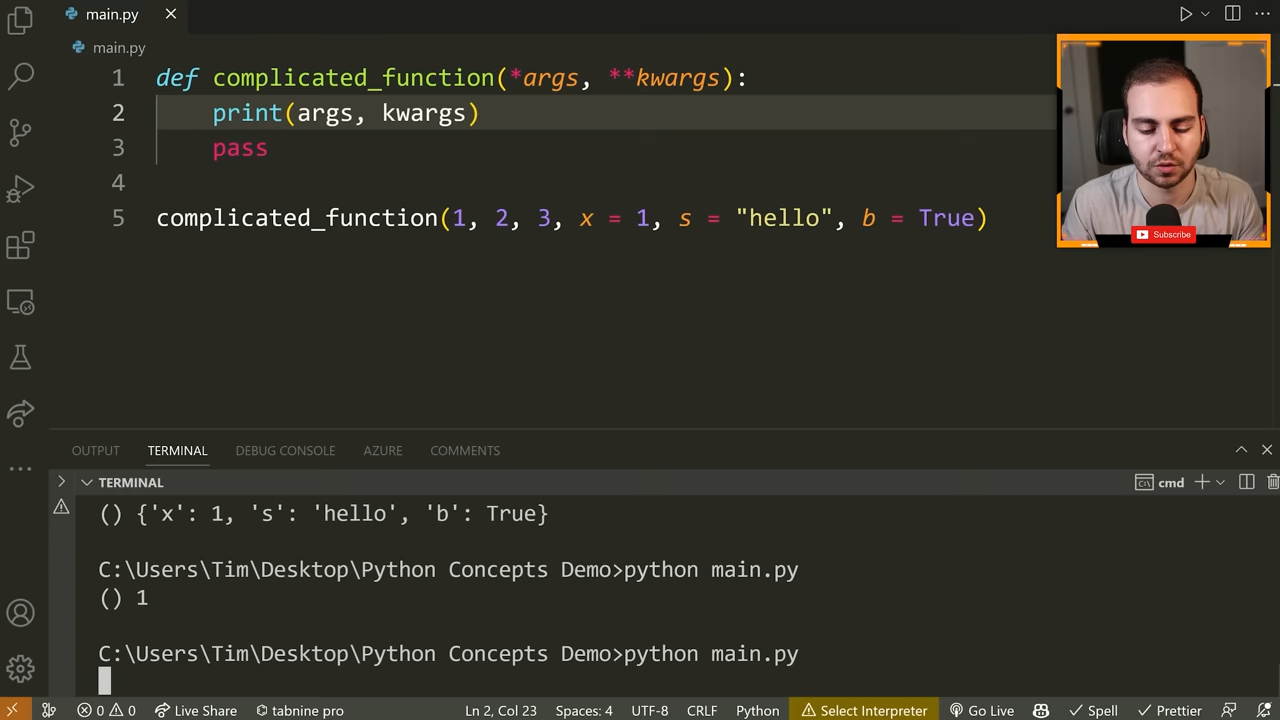 main.py
main.py
1 def complicated_function(*args, **kwargs):
2 print(args, kwargs)
3 pass
4
5 complicated_function(1, 2, 3, x = 1, s = "hello", b = True)
Subscribe
OUTPUT TERMINAL DEBUG CONSOLE AZURE COMMENTS
TERMINAL cmd
() {'x': 1, 's': 'hello', 'b': True}
C:\Users\Tim\Desktop\Python Concepts Demo>python main.py
() 1
C:\Users\Tim\Desktop\Python Concepts Demo>python main.py
0 0 Live Share tabnine pro Ln 2, Col 23 Spaces: 4 UTF-8 CRLF Python Select Interpreter Go Live Spell Prettier